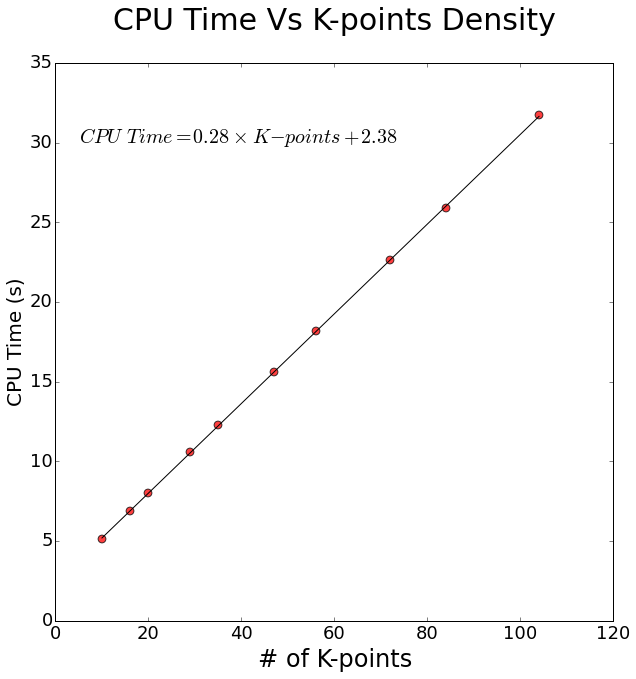 CPU Time Vs K-points Density
35
CPU Time = 0.28 × K−points + 2.38
30
25
20
CPU Time (s)
15
10
5
0
0 20 40 60 80 100 120
# of K-points